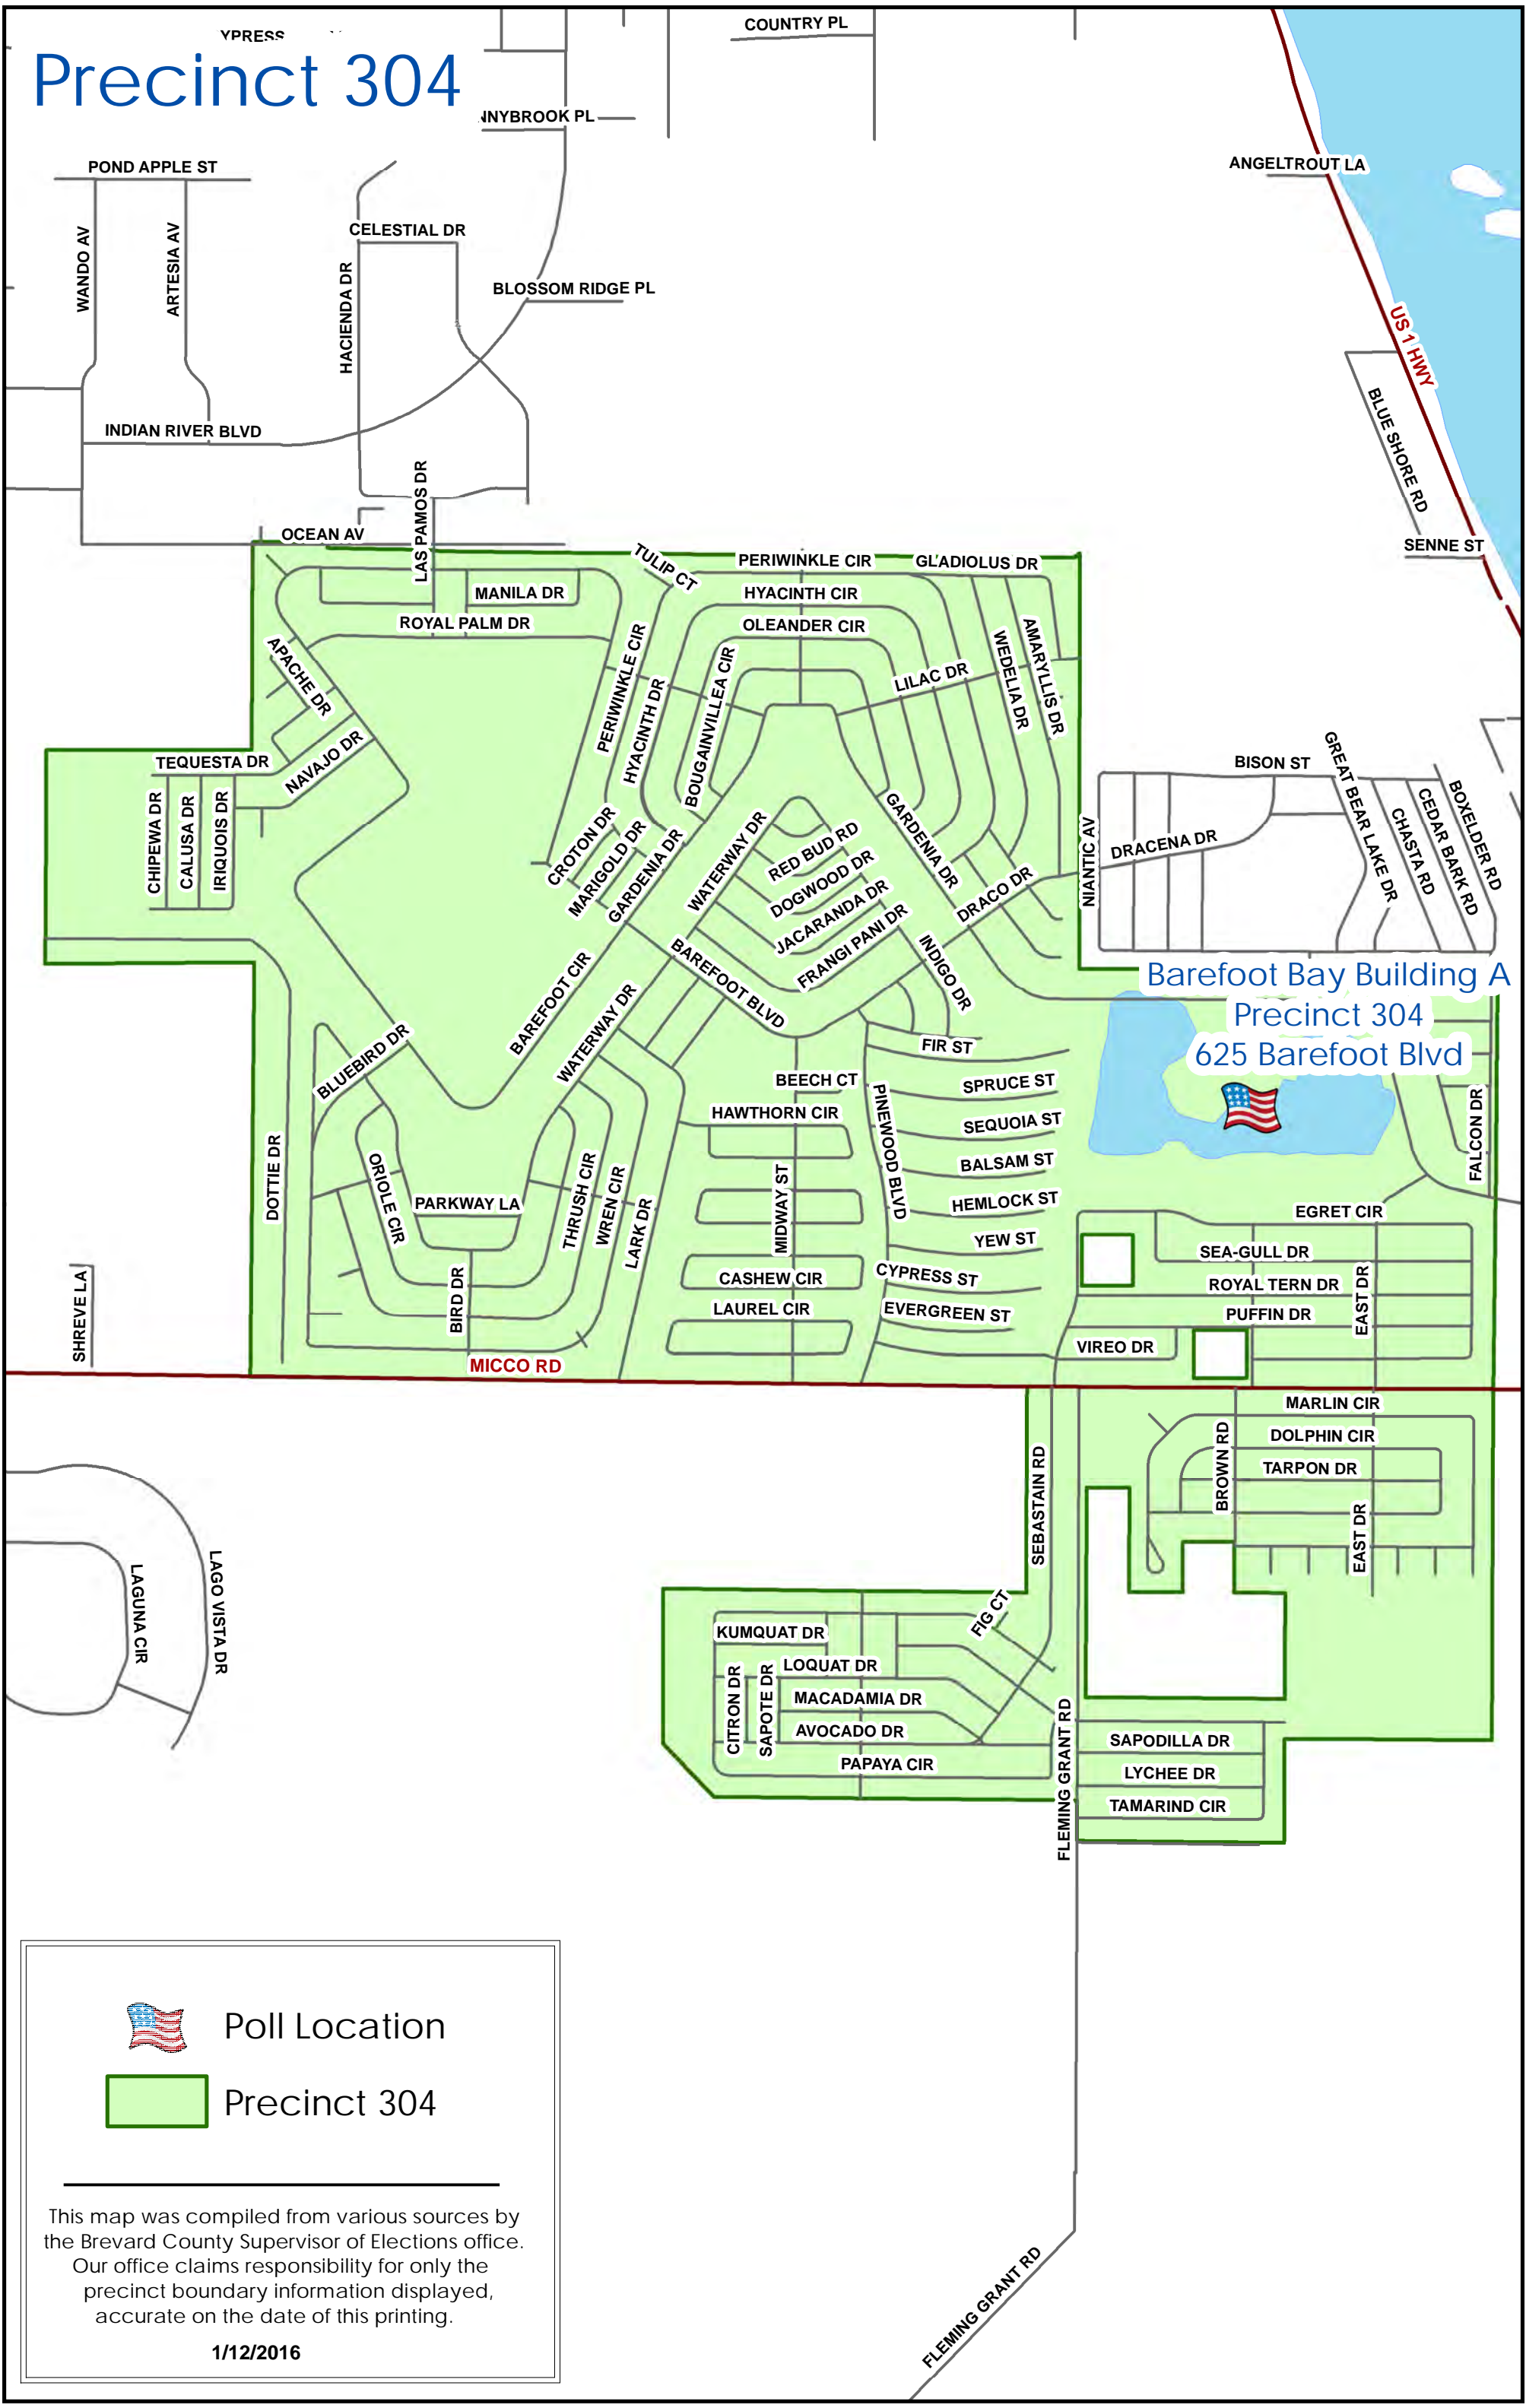 Precinct 304
YPRESS
COUNTRY PL
NNYBROOK PL
POND APPLE ST
ANGELTROUT LA
WANDO AV
ARTESIA AV
CELESTIAL DR
HACIENDA DR
BLOSSOM RIDGE PL
US 1 HWY
BLUE SHORE RD
INDIAN RIVER BLVD
LAS PAMOS DR
OCEAN AV
SENNE ST
TULIP CT
PERIWINKLE CIR
GLADIOLUS DR
MANILA DR
HYACINTH CIR
ROYAL PALM DR
OLEANDER CIR
APACHE DR
PERIWINKLE CIR
HYACINTH DR
BOUGAINVILLEA CIR
LILAC DR
WEDELIA DR
AMARYLLIS DR
TEQUESTA DR
NAVAJO DR
CHIPEWA DR
CALUSA DR
IRIQUOIS DR
BISON ST
GREAT BEAR LAKE DR
CHASTA RD
CEDAR BARK RD
BOXELDER RD
NIANTIC AV
DRACENA DR
CROTON DR
MARIGOLD DR
GARDENIA DR
WATERWAY DR
RED BUD RD
DOGWOOD DR
JACARANDA DR
FRANGI PANI DR
GARDENIA DR
DRACO DR
INDIGO DR
BAREFOOT BLVD
BAREFOOT CIR
WATERWAY DR
Barefoot Bay Building A
Precinct 304
625 Barefoot Blvd
BLUEBIRD DR
FIR ST
BEECH CT
SPRUCE ST
HAWTHORN CIR
PINEWOOD BLVD
SEQUOIA ST
BALSAM ST
HEMLOCK ST
YEW ST
CYPRESS ST
EVERGREEN ST
FALCON DR
DOTTIE DR
ORIOLE CIR
PARKWAY LA
THRUSH CIR
WREN CIR
LARK DR
MIDWAY ST
CASHEW CIR
LAUREL CIR
BIRD DR
EGRET CIR
SEA-GULL DR
ROYAL TERN DR
PUFFIN DR
EAST DR
VIREO DR
SHREVE LA
MICCO RD
MARLIN CIR
DOLPHIN CIR
TARPON DR
BROWN RD
EAST DR
SEBASTAIN RD
LAGUNA CIR
LAGO VISTA DR
FIG CT
KUMQUAT DR
LOQUAT DR
CITRON DR
SAPOTE DR
MACADAMIA DR
AVOCADO DR
PAPAYA CIR
FLEMING GRANT RD
SAPODILLA DR
LYCHEE DR
TAMARIND CIR
FLEMING GRANT RD
Poll Location
Precinct 304
This map was compiled from various sources by
the Brevard County Supervisor of Elections office.
Our office claims responsibility for only the
precinct boundary information displayed,
accurate on the date of this printing.
1/12/2016